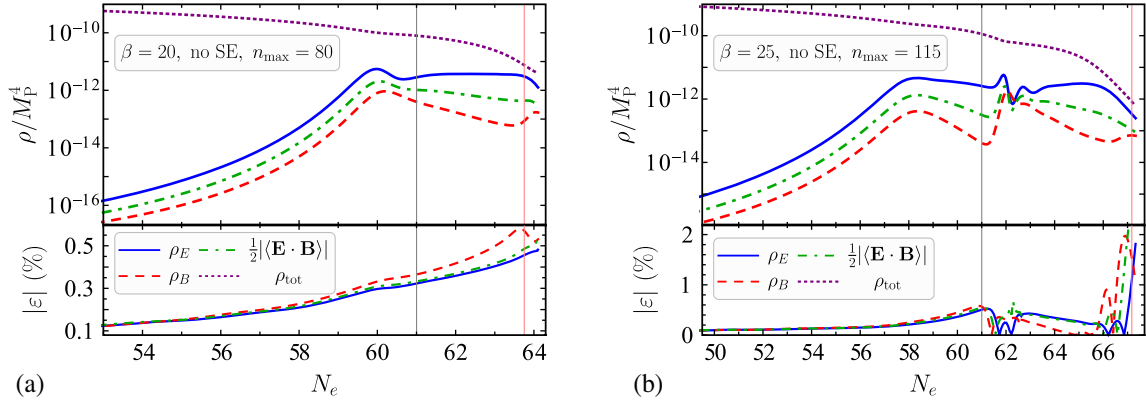 10⁻¹⁰
10⁻¹²
10⁻¹⁴
10⁻¹⁶
ρ/M_P⁴
β = 20, no SE, n_max = 80
0.5
0.3
0.1
|ε| (%)
ρ_E
½|⟨E · B⟩|
ρ_B
ρ_tot
54
56
58
60
62
64
(a)
N_e
10⁻¹⁰
10⁻¹²
10⁻¹⁴
ρ/M_P⁴
β = 25, no SE, n_max = 115
2
1
0
|ε| (%)
ρ_E
½|⟨E · B⟩|
ρ_B
ρ_tot
50
52
54
56
58
60
62
64
66
(b)
N_e